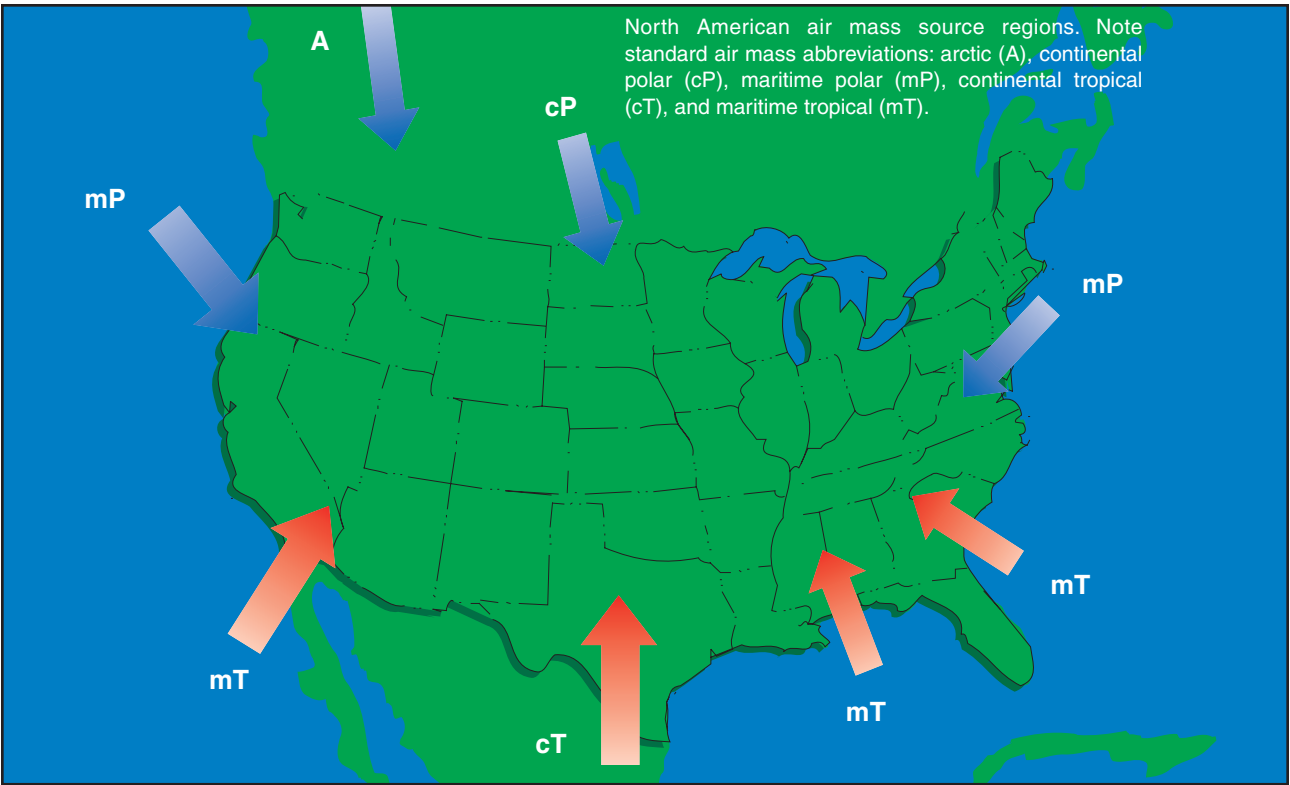 A
North American air mass source regions. Note
standard air mass abbreviations: arctic (A), continental
polar (cP), maritime polar (mP), continental tropical
(cT), and maritime tropical (mT).
cP
mP
mP
mT
mT
mT
cT